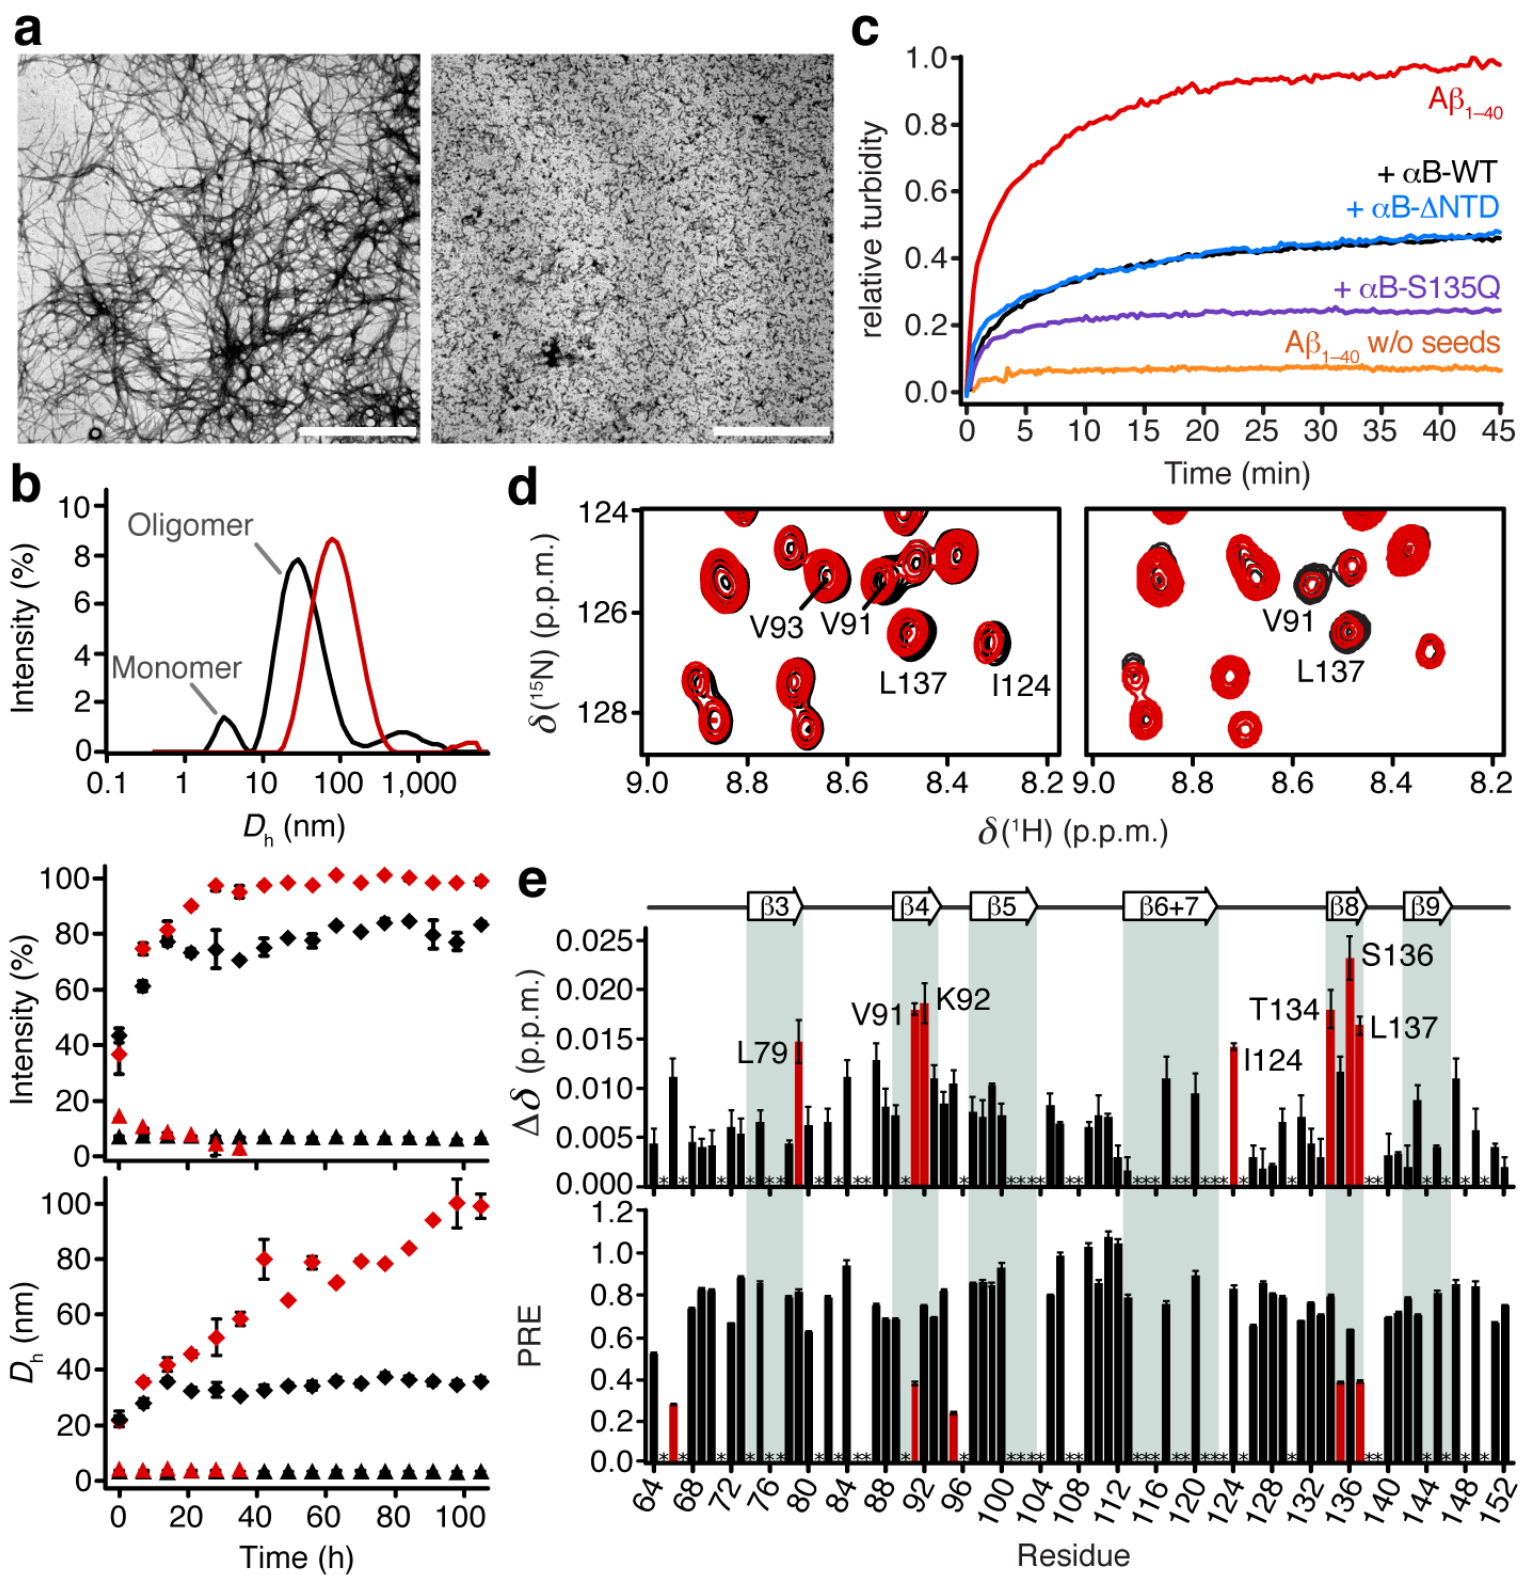 a
c
1.0
0.8
0.6
0.4
0.2
0.0
relative turbidity
Aβ1–40
+ αB-WT
+ αB-ΔNTD
+ αB-S135Q
Aβ1–40 w/o seeds
0 5 10 15 20 25 30 35 40 45
Time (min)
b
10
8
6
4
2
0
Intensity (%)
Oligomer
Monomer
0.1 1 10 100 1,000
Dh (nm)
100
80
60
40
20
0
Intensity (%)
100
80
60
40
20
0
Dh (nm)
0 20 40 60 80 100
Time (h)
d
124
126
128
δ(15N) (p.p.m.)
V93 V91
L137 I124
V91
L137
9.0 8.8 8.6 8.4 8.2
9.0 8.8 8.6 8.4 8.2
δ(1H) (p.p.m.)
e
β3 β4 β5 β6+7 β8 β9
0.025
0.020
0.015
0.010
0.005
0.000
Δδ (p.p.m.)
L79
V91
K92
I124
T134
S136
L137
* * * * * * * * * * * * * * * * * * * * * * * * * * * * * * * *
1.2
1.0
0.8
0.6
0.4
0.2
0.0
PRE
* * * * * * * * * * * * * * * * * * * * * * * * * * * * * * * *
64 68 72 76 80 84 88 92 96 100 104 108 112 116 120 124 128 132 136 140 144 148 152
Residue